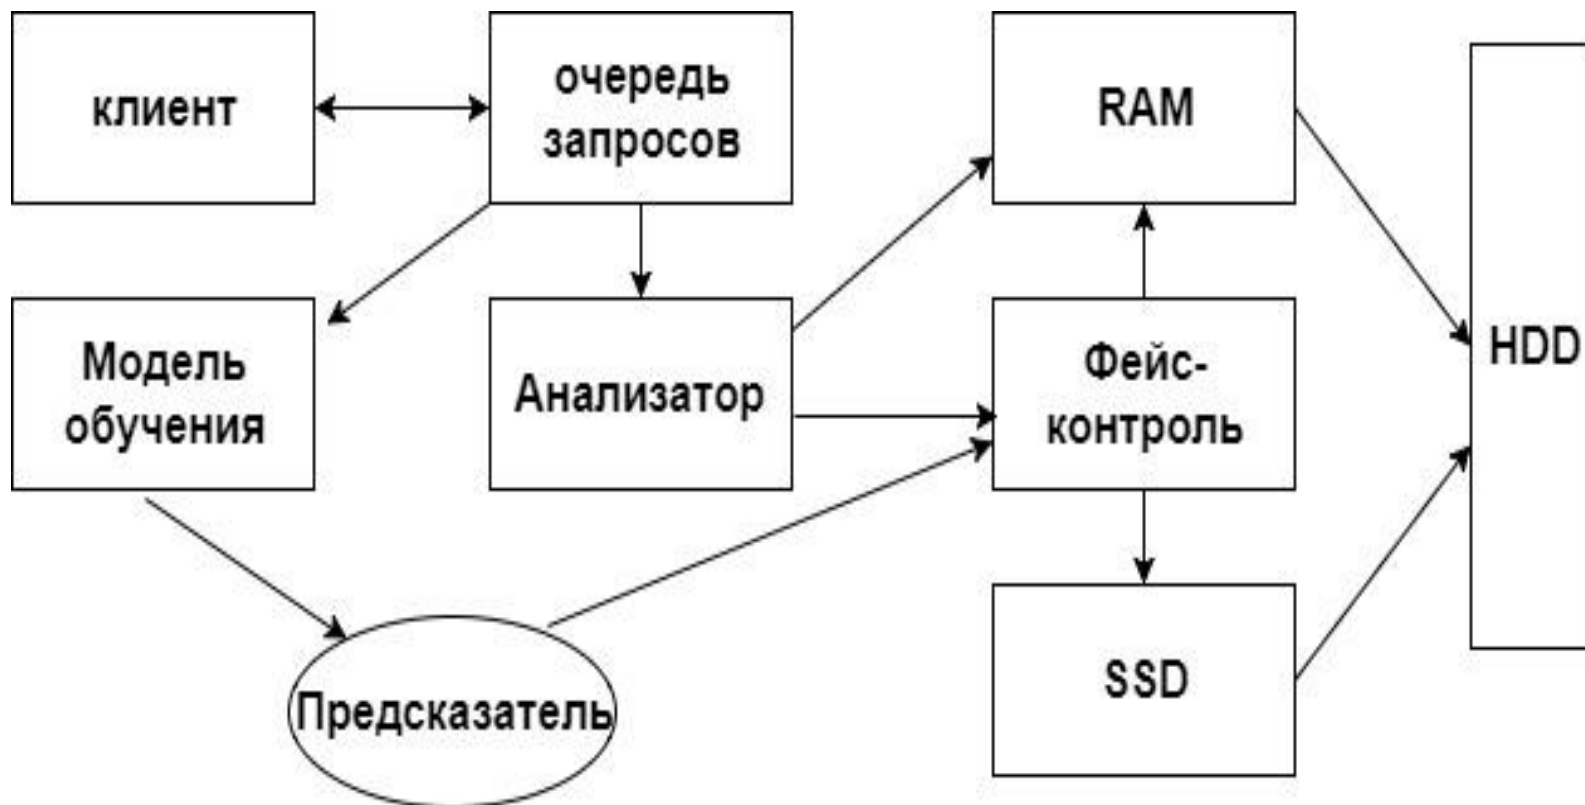 клиент
очередь
запросов
RAM
HDD
Модель
обучения
Анализатор
Фейс-
контроль
Предсказатель
SSD